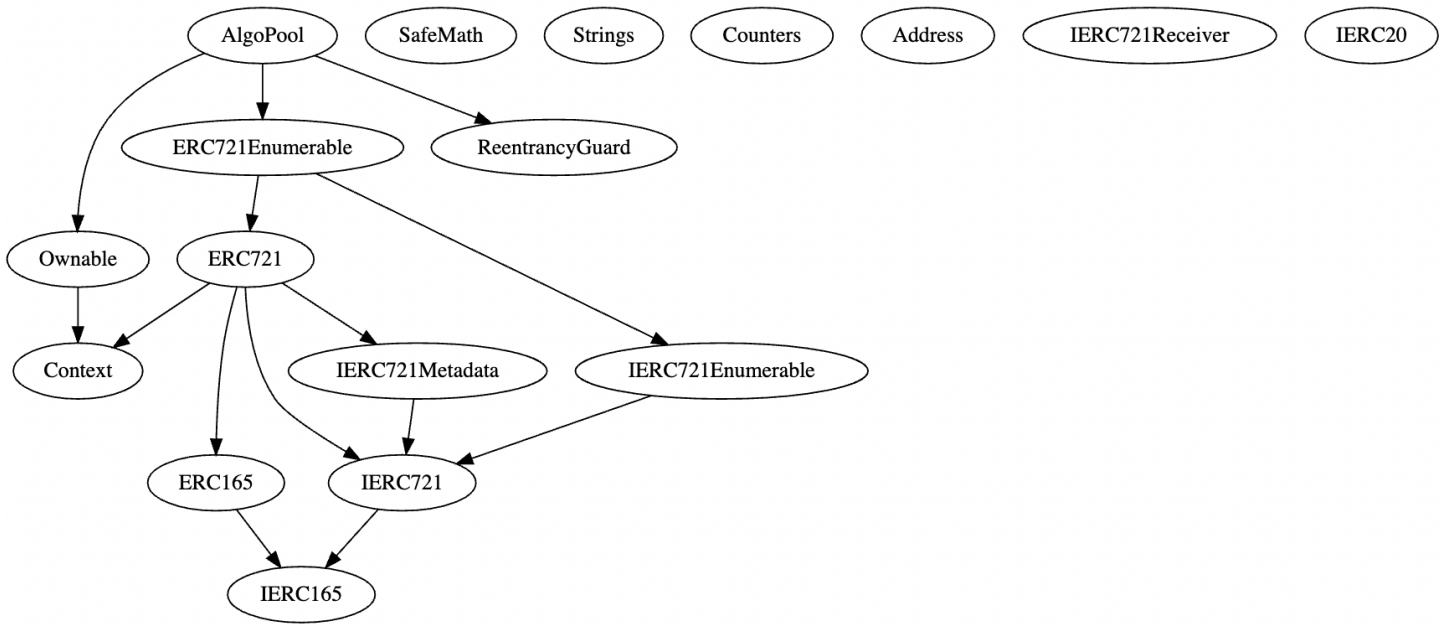 AlgoPool
SafeMath
Strings
Counters
Address
IERC721Receiver
IERC20
ERC721Enumerable
ReentrancyGuard
Ownable
ERC721
Context
IERC721Metadata
IERC721Enumerable
ERC165
IERC721
IERC165